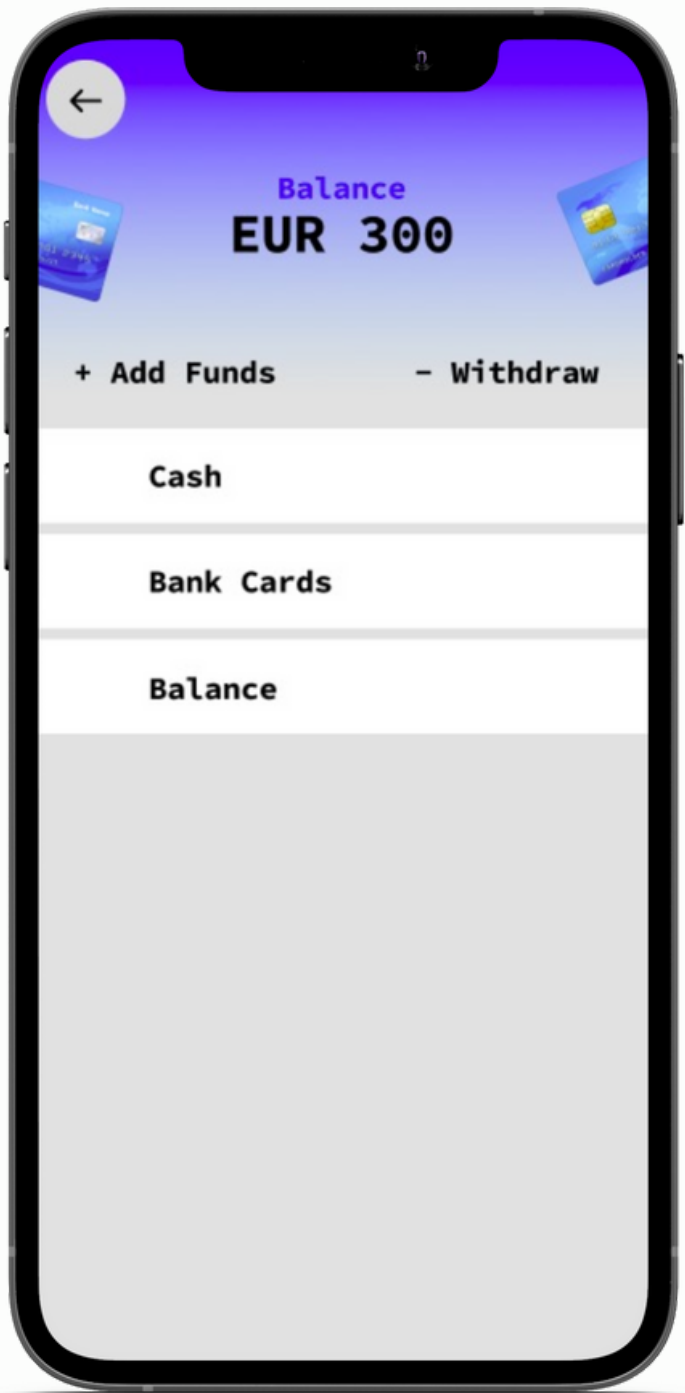 Balance
EUR 300
+ Add Funds
- Withdraw
Cash
Bank Cards
Balance